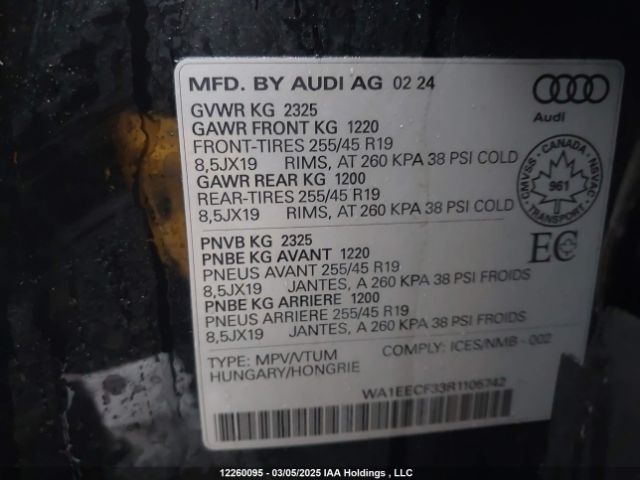 MFD. BY AUDI AG 02 24
Audi
GVWR KG 2325
GAWR FRONT KG 1220
FRONT-TIRES 255/45 R19
8,5JX19 RIMS, AT 260 KPA 38 PSI COLD
GAWR REAR KG 1200
REAR-TIRES 255/45 R19
8,5JX19 RIMS, AT 260 KPA 38 PSI COLD
CMVSS - CANADA - NSVAC
961
TRANSPORT
EC
PNVB KG 2325
PNBE KG AVANT 1220
PNEUS AVANT 255/45 R19
8,5JX19 JANTES, A 260 KPA 38 PSI FROIDS
PNBE KG ARRIERE 1200
PNEUS ARRIERE 255/45 R19
8,5JX19 JANTES, A 260 KPA 38 PSI FROIDS
TYPE: MPV/VTUM COMPLY: ICES/NMB - 002
HUNGARY/HONGRIE
WA1EECF33R1106742
12260095 - 03/05/2025 IAA Holdings , LLC